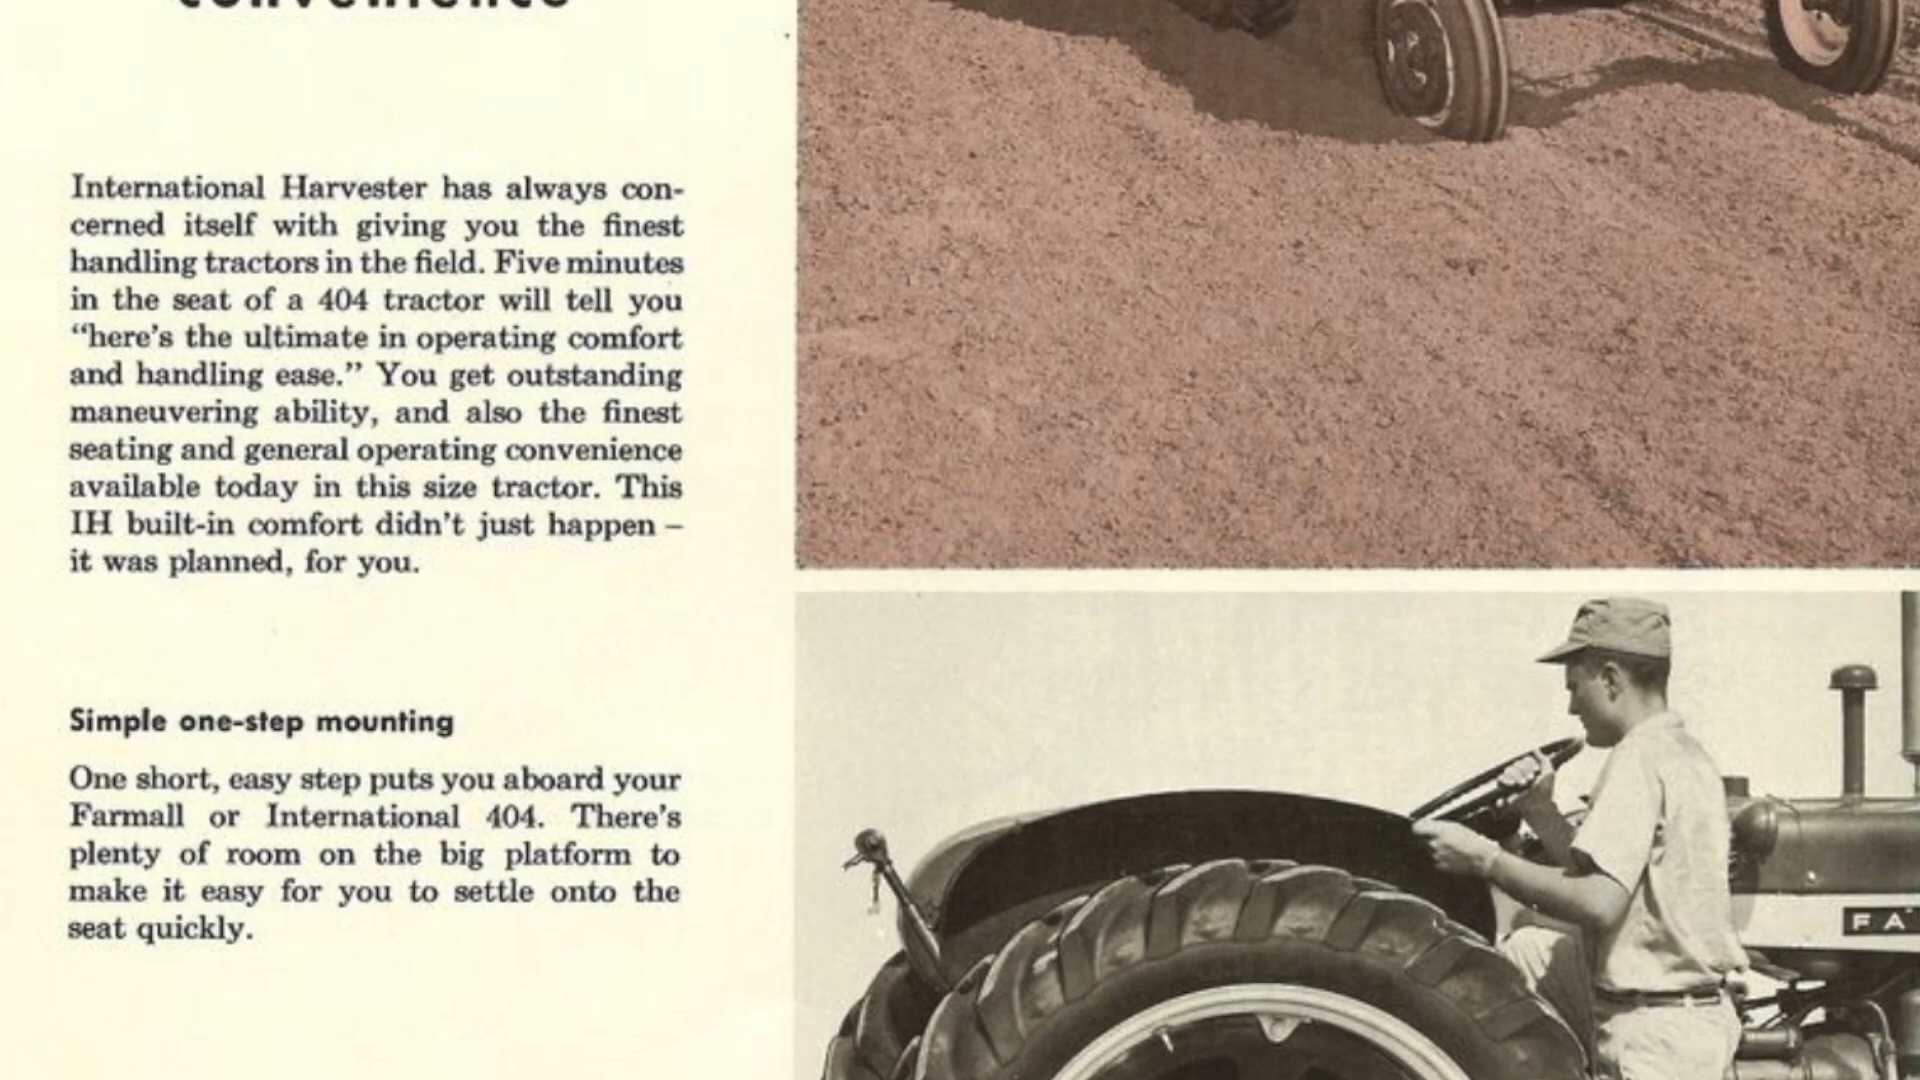 convenience
International Harvester has always con-
cerned itself with giving you the finest
handling tractors in the field. Five minutes
in the seat of a 404 tractor will tell you
“here’s the ultimate in operating comfort
and handling ease.” You get outstanding
maneuvering ability, and also the finest
seating and general operating convenience
available today in this size tractor. This
IH built-in comfort didn’t just happen –
it was planned, for you.
Simple one-step mounting
One short, easy step puts you aboard your
Farmall or International 404. There’s
plenty of room on the big platform to
make it easy for you to settle onto the
seat quickly.
FA